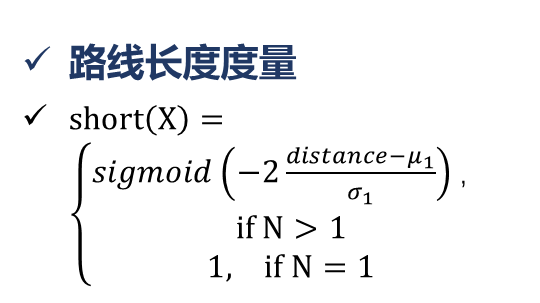 ✓ 路线长度度量
✓ short(X) =
{ sigmoid(−2 (distance−μ₁)/σ₁) ,
if N > 1
1, if N = 1